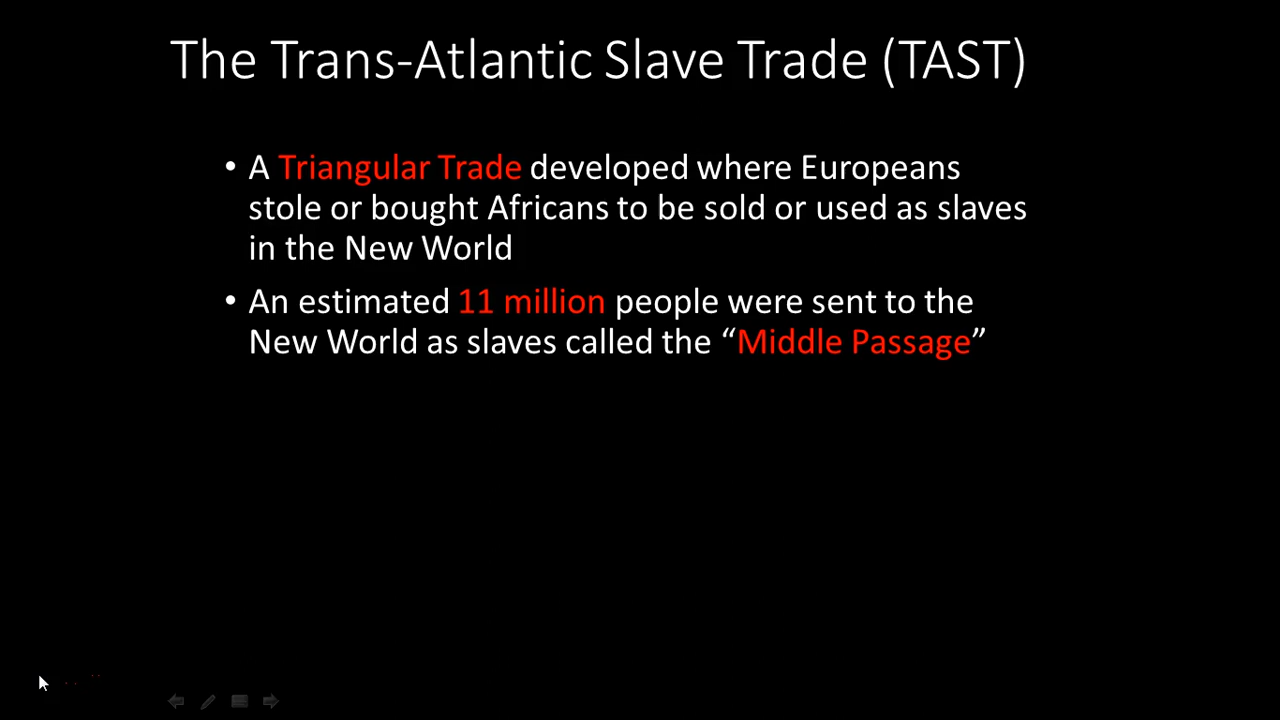 The Trans-Atlantic Slave Trade (TAST)
• A Triangular Trade developed where Europeans
stole or bought Africans to be sold or used as slaves
in the New World
• An estimated 11 million people were sent to the
New World as slaves called the “Middle Passage”